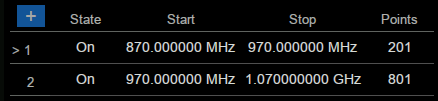 + State Start Stop Points
> 1 On 870.000000 MHz 970.000000 MHz 201
2 On 970.000000 MHz 1.070000000 GHz 801